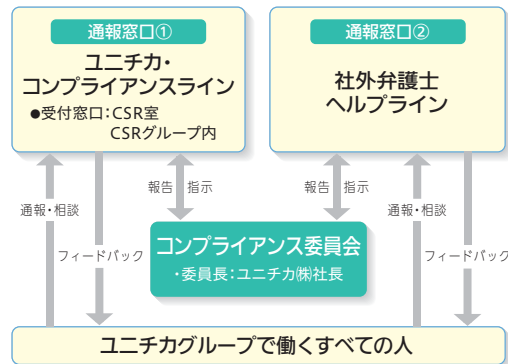 通報窓口①
ユニチカ・
コンプライアンスライン
●受付窓口：CSR室
CSRグループ内
通報窓口②
社外弁護士
ヘルプライン
報告 指示
報告 指示
通報・相談
通報・相談
フィードバック
フィードバック
コンプライアンス委員会
・委員長：ユニチカ㈱社長
ユニチカグループで働くすべての人